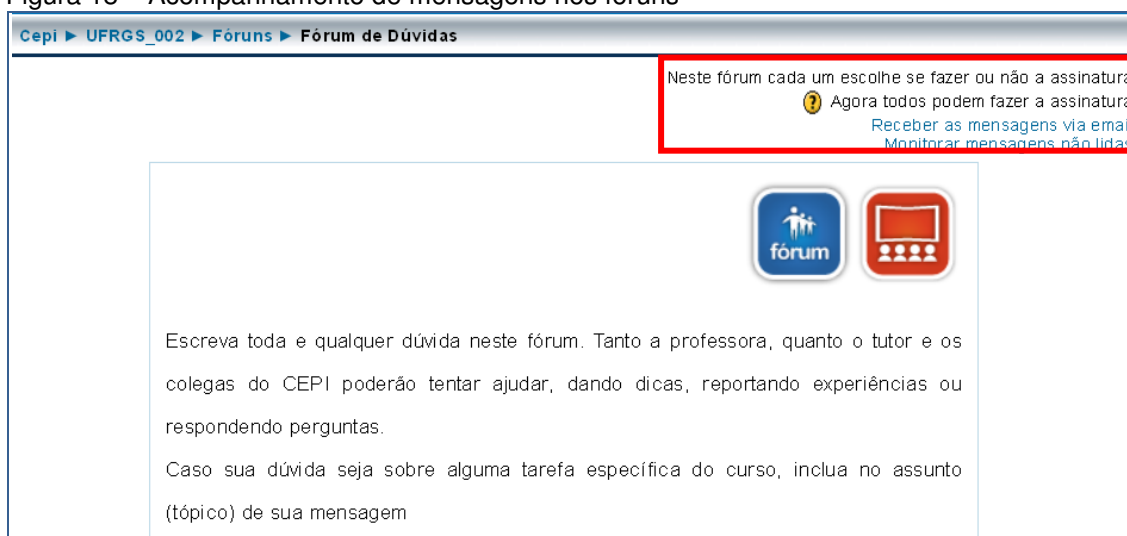 Figura 18 – Acompanhamento de mensagens nos fóruns
Cepi ► UFRGS_002 ► Fóruns ► Fórum de Dúvidas
Neste fórum cada um escolhe se fazer ou não a assinatura
Agora todos podem fazer a assinatura
Receber as mensagens via emai
Monitorar mensagens não lidas
fórum
Escreva toda e qualquer dúvida neste fórum. Tanto a professora, quanto o tutor e os
colegas do CEPI poderão tentar ajudar, dando dicas, reportando experiências ou
respondendo perguntas.
Caso sua dúvida seja sobre alguma tarefa específica do curso, inclua no assunto
(tópico) de sua mensagem